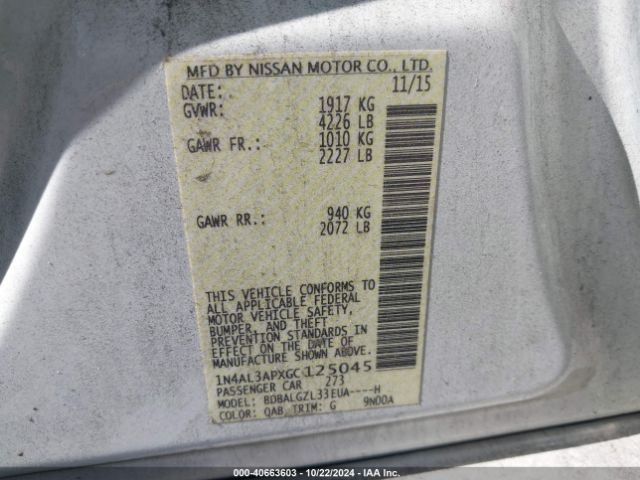 MFD BY NISSAN MOTOR CO., LTD.
DATE: 11/15
GVWR: 1917 KG
4226 LB
GAWR FR.: 1010 KG
2227 LB
GAWR RR.: 940 KG
2072 LB
THIS VEHICLE CONFORMS TO
ALL APPLICABLE FEDERAL
MOTOR VEHICLE SAFETY,
BUMPER, AND THEFT
PREVENTION STANDARDS IN
EFFECT ON THE DATE OF
MANUFACTURE SHOWN ABOVE.
1N4AL3APXGC125045
PASSENGER CAR 273
MODEL: BDBALGZL33EUA----H
COLOR: QAB TRIM: G 9N00A
000-40663603 | 10/22/2024 | IAA Inc.